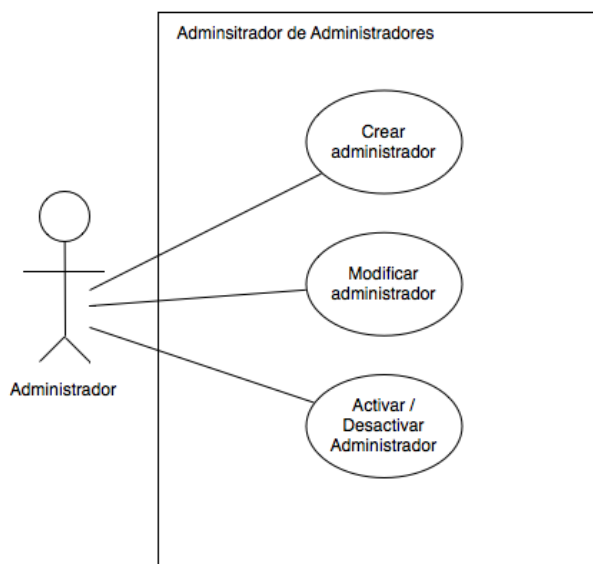 Adminsitrador de Administradores
Crear
administrador
Modificar
administrador
Administrador
Activar /
Desactivar
Administrador